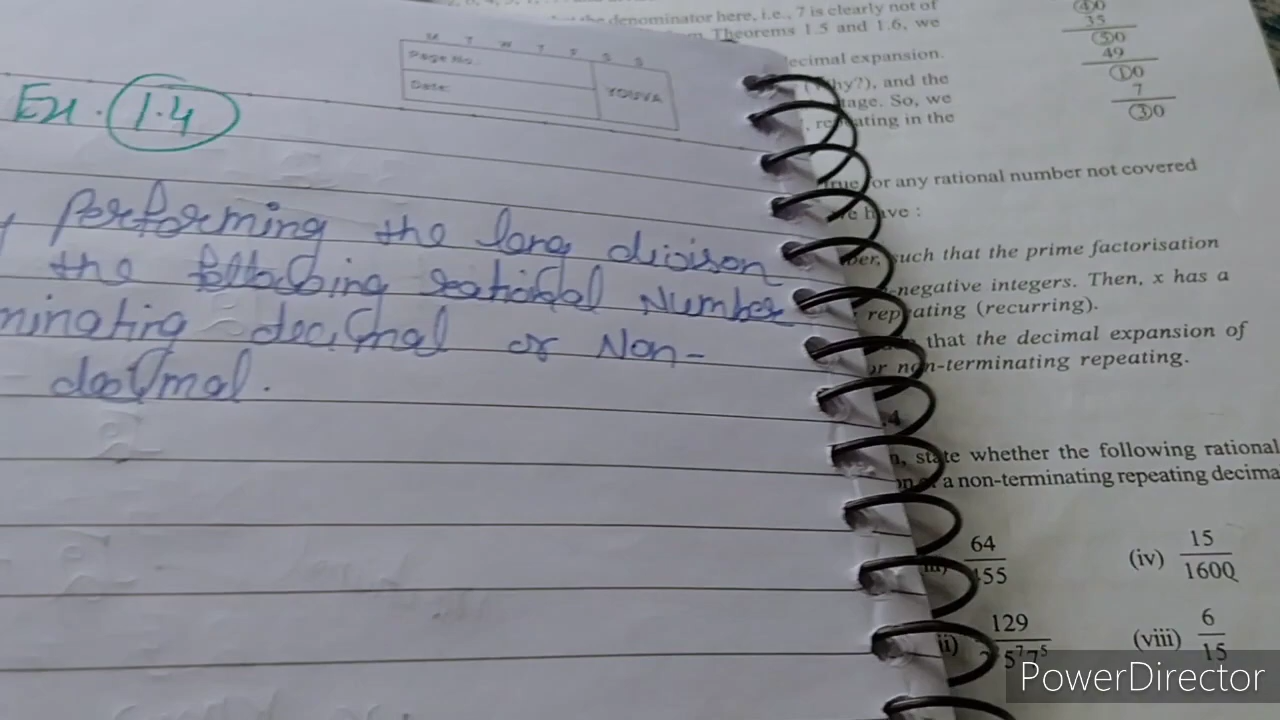 Ex. 1.4
M T W T F S S
Page No.:
Date:
YOUVA
performing the long divison
the following rational Number
minating decimal or Non-
decimal.
the denominator here, i.e., 7 is clearly not of
Theorems 1.5 and 1.6, we
decimal expansion.
(Why?), and the
tage. So, we
repeating in the
true for any rational number not covered
we have :
such that the prime factorisation
negative integers. Then, x has a
repeating (recurring).
that the decimal expansion of
or non-terminating repeating.
.4
state whether the following rational
a non-terminating repeating decima
64
455
(iv) 15
1600
129
5⁷7⁵
(viii) 6
15
40
35
50
49
10
7
30
PowerDirector